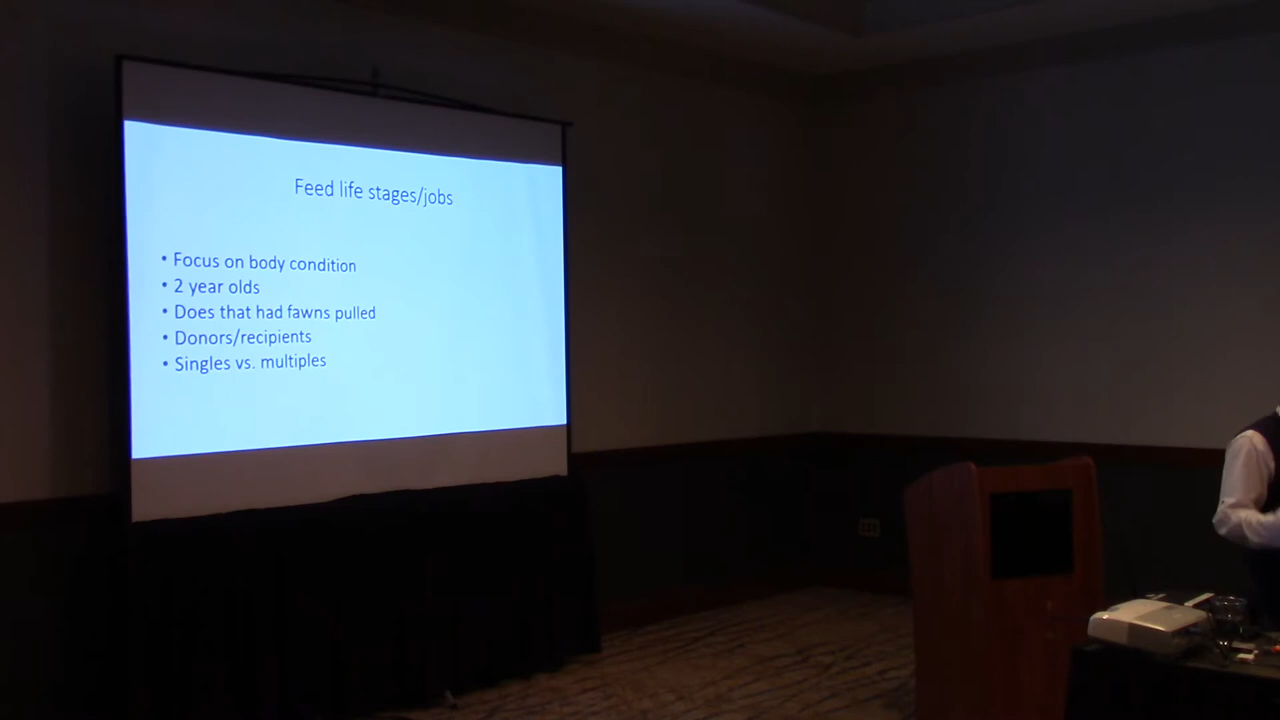 Feed life stages/jobs
• Focus on body condition
• 2 year olds
• Does that had fawns pulled
• Donors/recipients
• Singles vs. multiples